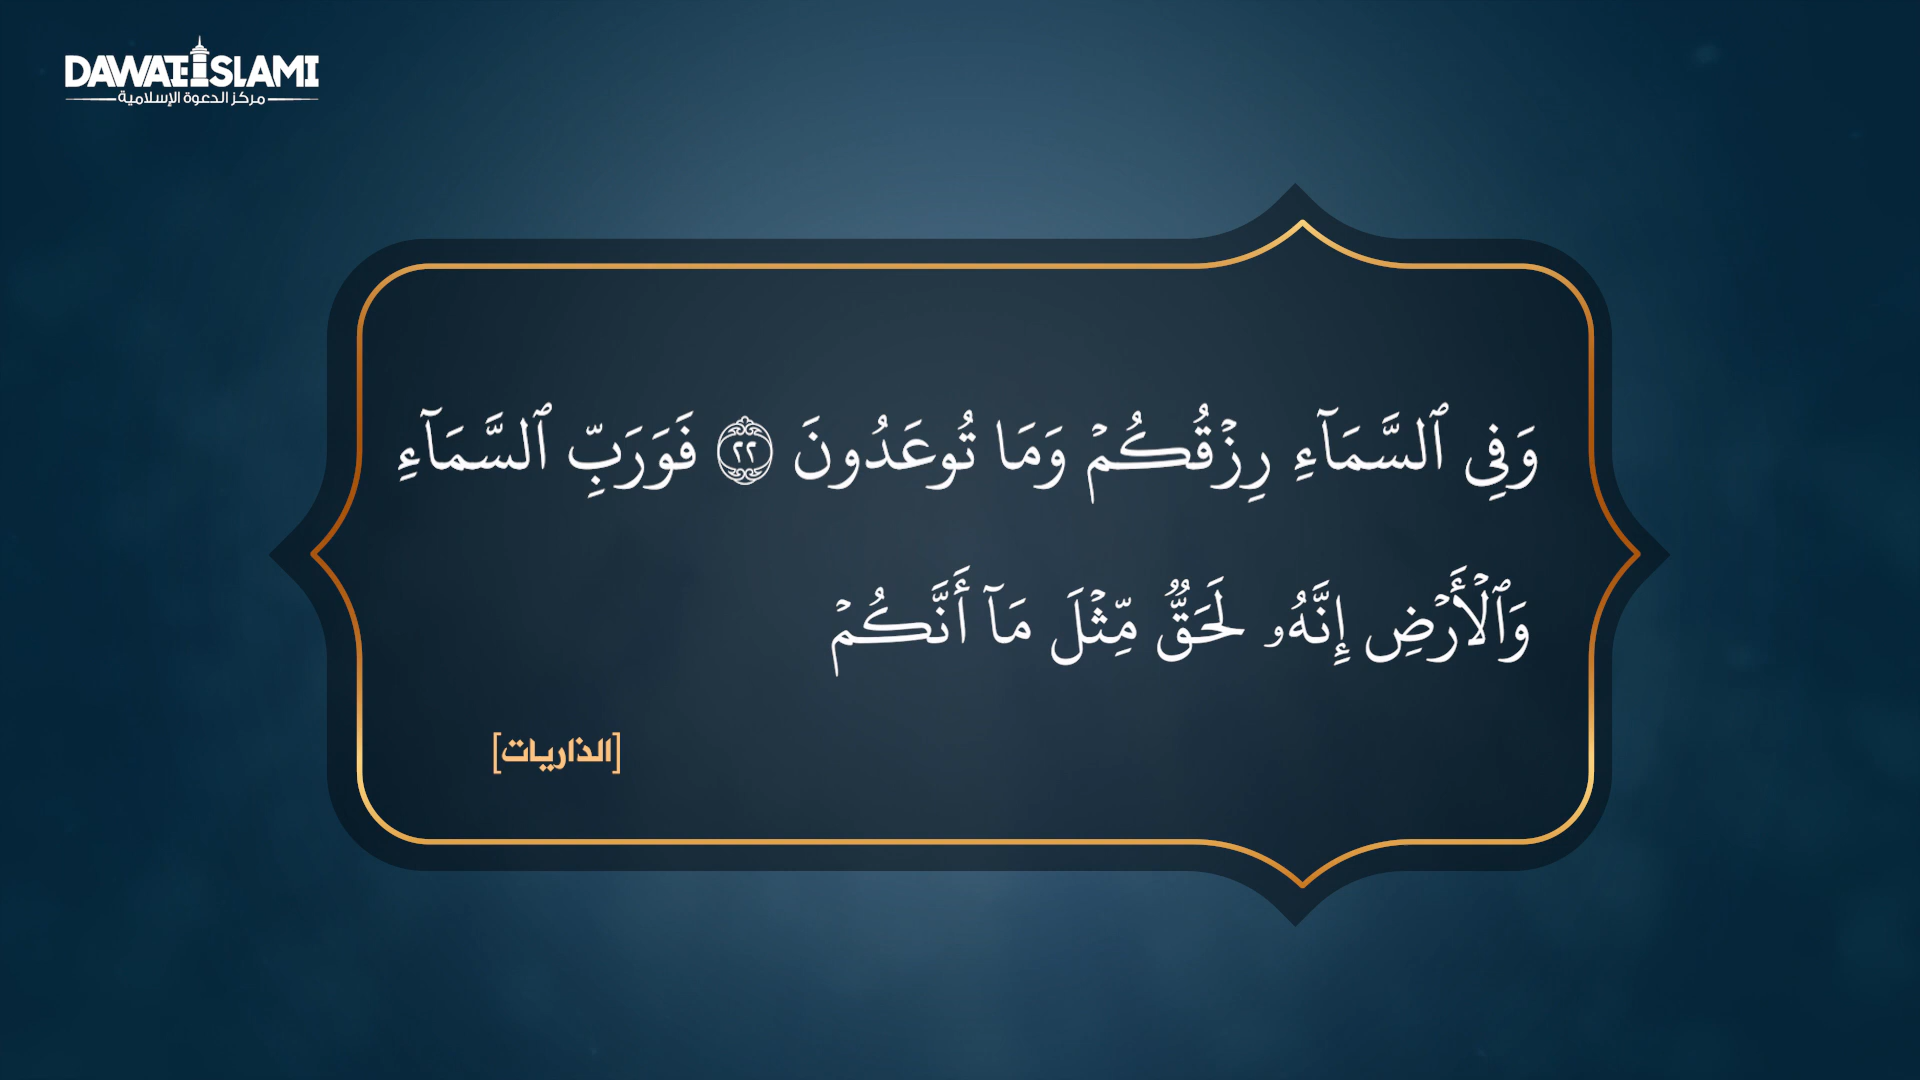 DAWATEISLAMI
مركز الدعوة الإسلامية
وَفِي ٱلسَّمَآءِ رِزۡقُكُمۡ وَمَا تُوعَدُونَ ٢٢ فَوَرَبِّ ٱلسَّمَآءِ
وَٱلۡأَرۡضِ إِنَّهُۥ لَحَقّٞ مِّثۡلَ مَآ أَنَّكُمۡ
[الذاريات]